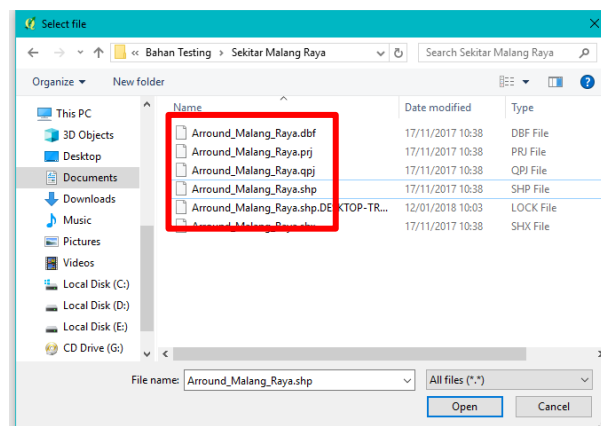 Select file
« Bahan Testing › Sekitar Malang Raya
Search Sekitar Malang Raya
Organize
New folder
Name
Date modified
Type
This PC
3D Objects
Desktop
Documents
Downloads
Music
Pictures
Videos
Local Disk (C:)
Local Disk (D:)
Local Disk (E:)
CD Drive (G:)
Arround_Malang_Raya.dbf 17/11/2017 10:38 DBF File
Arround_Malang_Raya.prj 17/11/2017 10:38 PRJ File
Arround_Malang_Raya.qpj 17/11/2017 10:38 QPJ File
Arround_Malang_Raya.shp 17/11/2017 10:38 SHP File
Arround_Malang_Raya.shp.DESKTOP-TR... 12/01/2018 10:03 LOCK File
Arround_Malang_Raya.shx 17/11/2017 10:38 SHX File
File name: Arround_Malang_Raya.shp
All files (*.*)
Open
Cancel